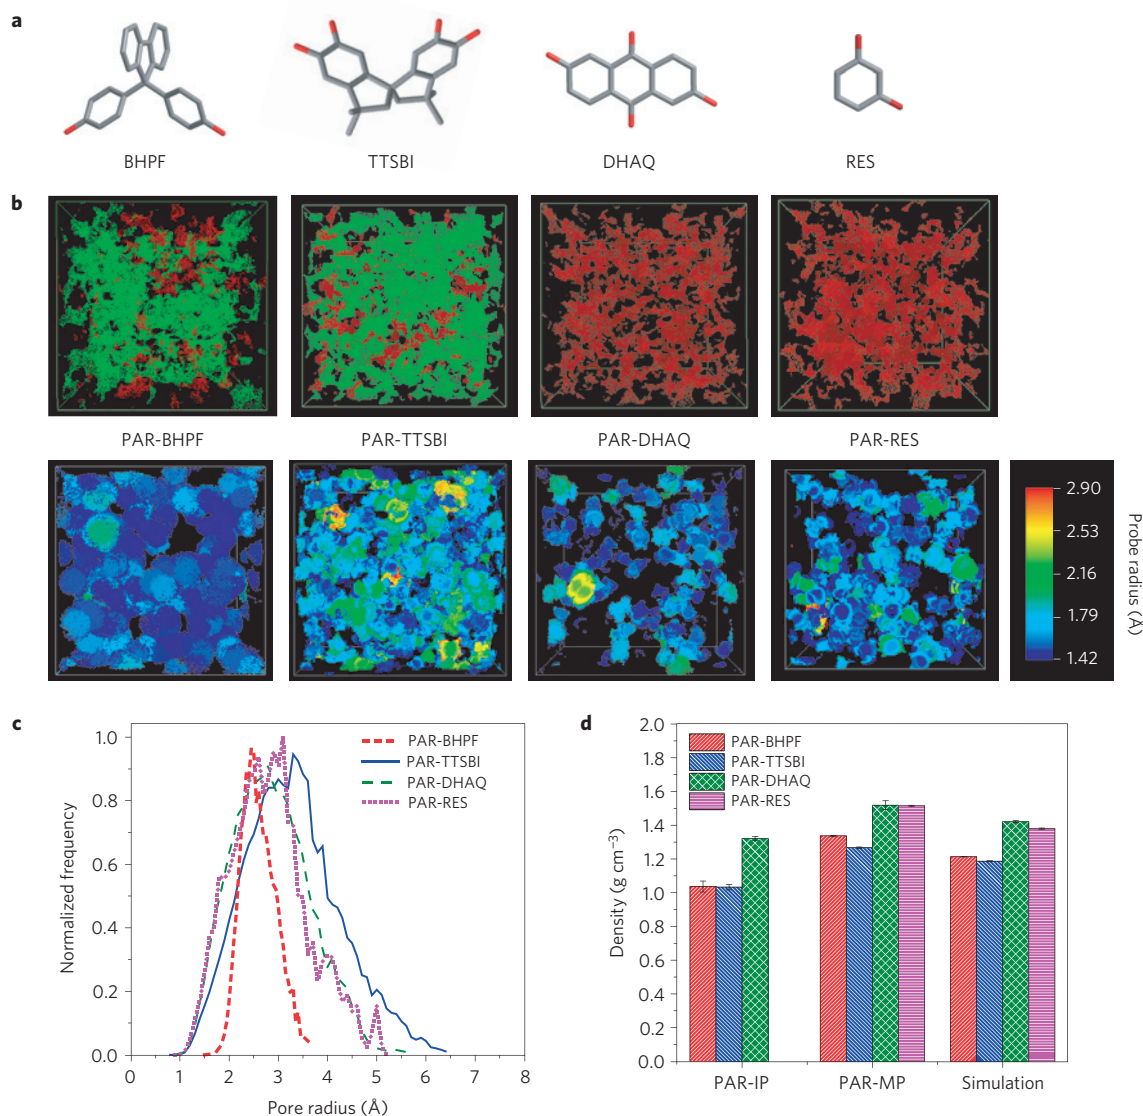 a
BHPF TTSBI DHAQ RES
b
PAR-BHPF PAR-TTSBI PAR-DHAQ PAR-RES
2.90
2.53
2.16
1.79
1.42
Probe radius (Å)
c
PAR-BHPF
PAR-TTSBI
PAR-DHAQ
PAR-RES
1.0
0.8
0.6
0.4
0.2
0.0
Normalized frequency
0 1 2 3 4 5 6 7 8
Pore radius (Å)
d
PAR-BHPF
PAR-TTSBI
PAR-DHAQ
PAR-RES
2.0
1.8
1.6
1.4
1.2
1.0
0.8
0.6
0.4
0.2
0.0
Density (g cm⁻³)
PAR-IP PAR-MP Simulation